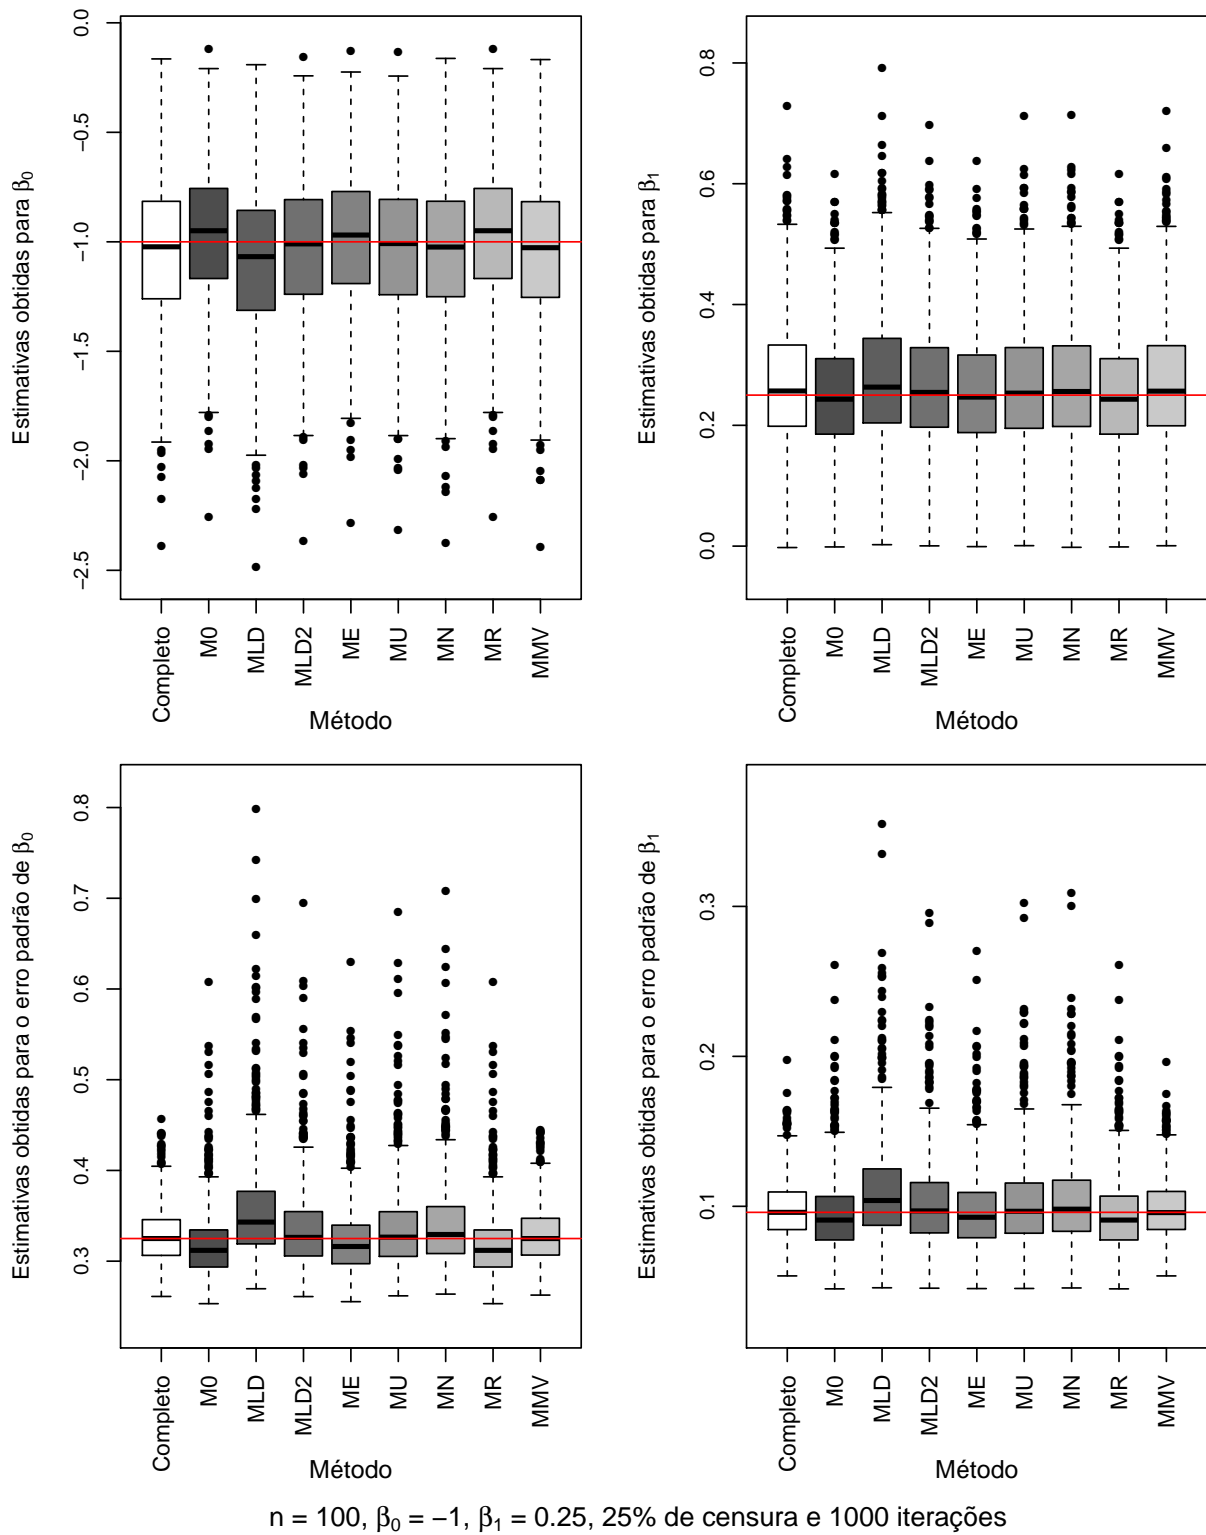 Estimativas obtidas para β0
0.0
−0.5
−1.0
−1.5
−2.0
−2.5
Completo
M0
MLD
MLD2
ME
MU
MN
MR
MMV
Método
Estimativas obtidas para β1
0.8
0.6
0.4
0.2
0.0
Completo
M0
MLD
MLD2
ME
MU
MN
MR
MMV
Método
Estimativas obtidas para o erro padrão de β0
0.8
0.7
0.6
0.5
0.4
0.3
Completo
M0
MLD
MLD2
ME
MU
MN
MR
MMV
Método
Estimativas obtidas para o erro padrão de β1
0.3
0.2
0.1
Completo
M0
MLD
MLD2
ME
MU
MN
MR
MMV
Método
n = 100, β0 = −1, β1 = 0.25, 25% de censura e 1000 iterações